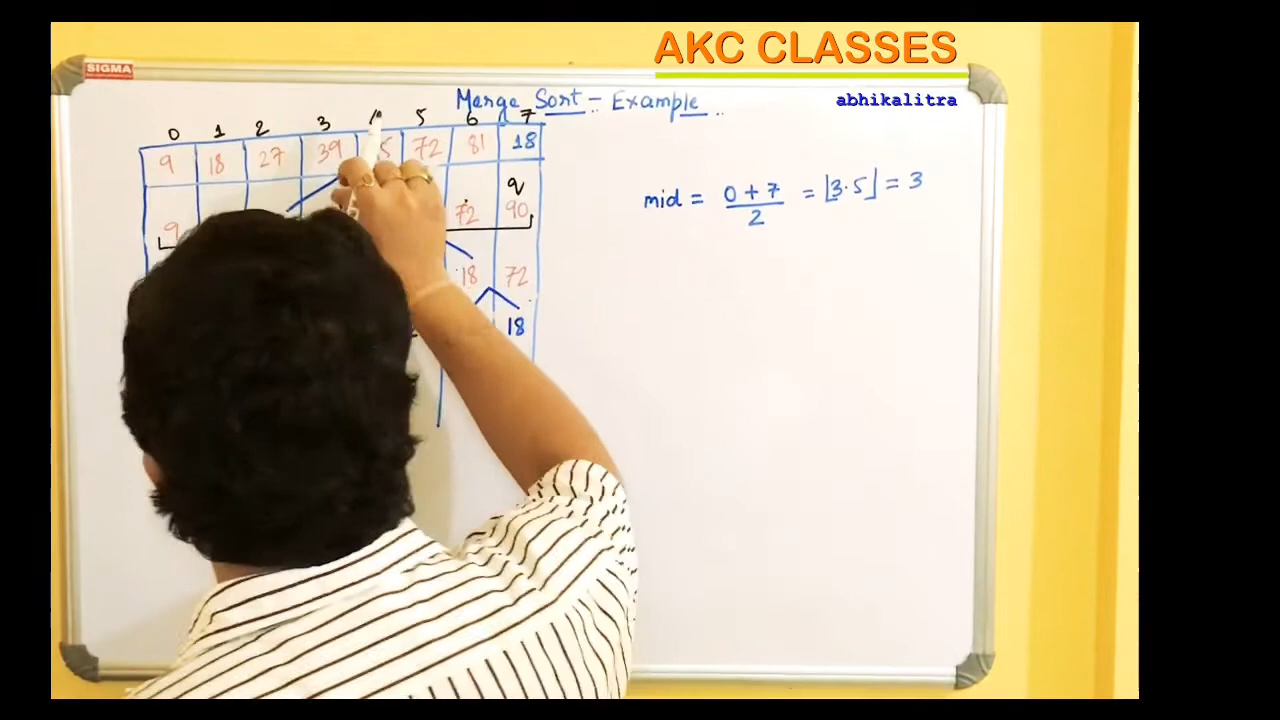 AKC CLASSES
SIGMA
Merge Sort - Example
abhikalitra
0 1 2 3 5 6 7
9 18 27 39 5 72 81 18
mid = 0 + 7 / 2 = ⌊3.5⌋ = 3
q
9 72 90
18 72
18